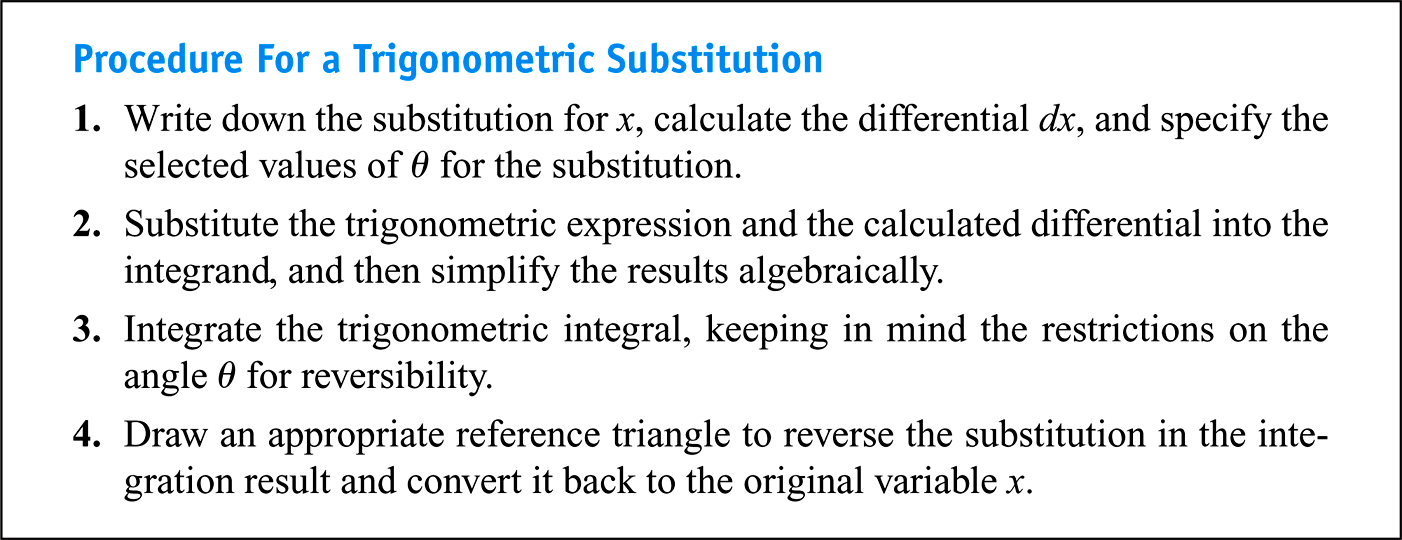 Procedure For a Trigonometric Substitution
1. Write down the substitution for x, calculate the differential dx, and specify the
selected values of θ for the substitution.
2. Substitute the trigonometric expression and the calculated differential into the
integrand, and then simplify the results algebraically.
3. Integrate the trigonometric integral, keeping in mind the restrictions on the
angle θ for reversibility.
4. Draw an appropriate reference triangle to reverse the substitution in the inte-
gration result and convert it back to the original variable x.